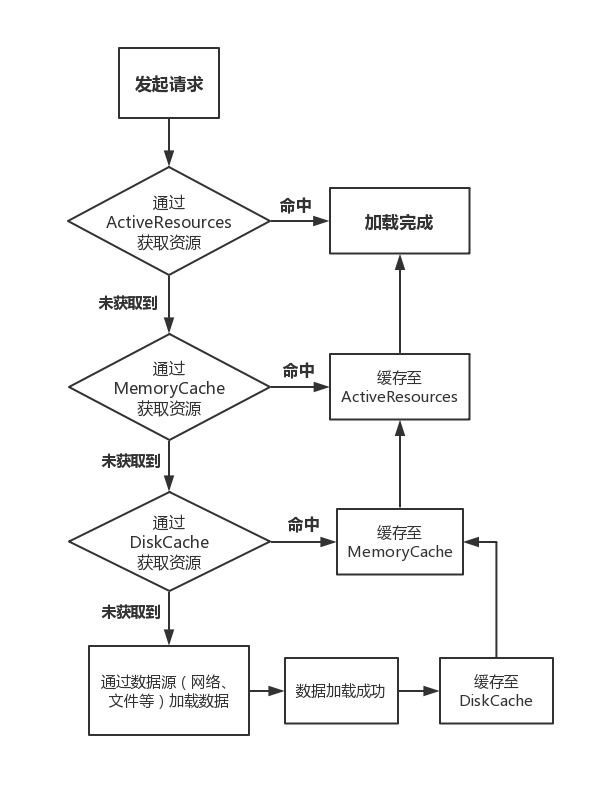 发起请求
通过
ActiveResources
获取资源
命中
加载完成
未获取到
通过
MemoryCache
获取资源
命中
缓存至
ActiveResources
未获取到
通过
DiskCache
获取资源
命中
缓存至
MemoryCache
未获取到
通过数据源（网络、
文件等）加载数据
数据加载成功
缓存至
DiskCache